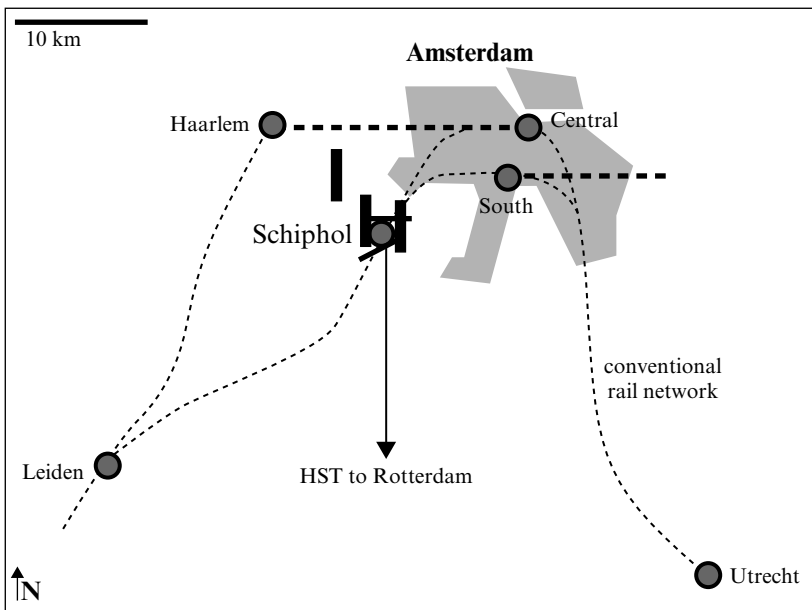 10 km
Amsterdam
Haarlem
Central
South
Schiphol
conventional
rail network
Leiden
HST to Rotterdam
Utrecht
N